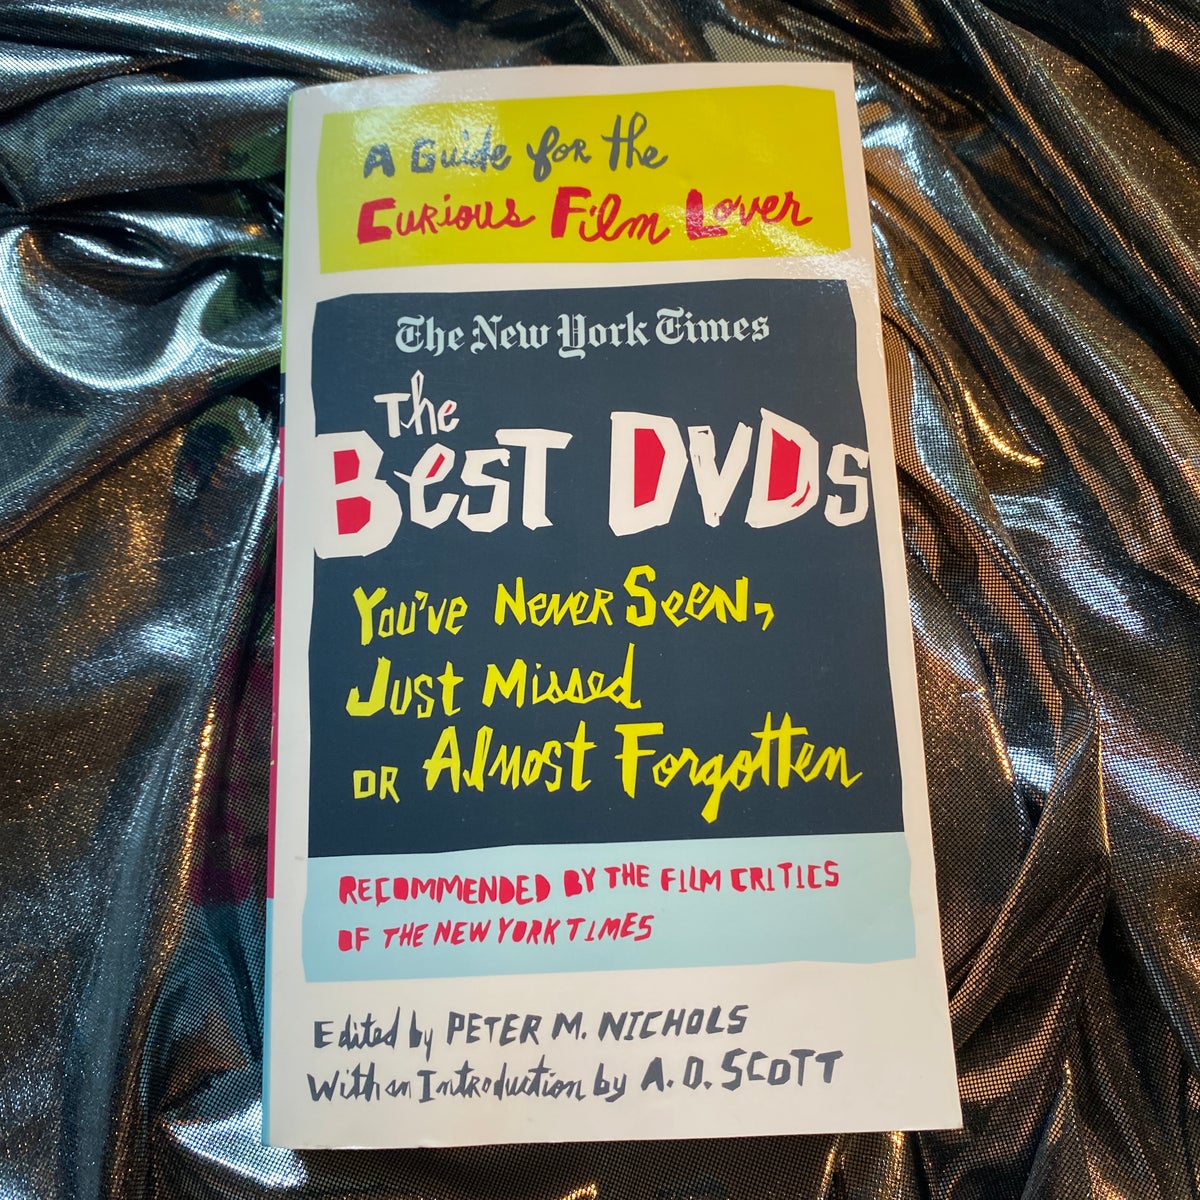 A Guide for the
Curious Film Lover
The New York Times
The
Best DVDs
You've Never Seen,
Just Missed
or Almost Forgotten
RECOMMENDED BY THE FILM CRITICS
OF THE NEW YORK TIMES
Edited by PETER M. NICHOLS
With an Introduction by A. O. SCOTT